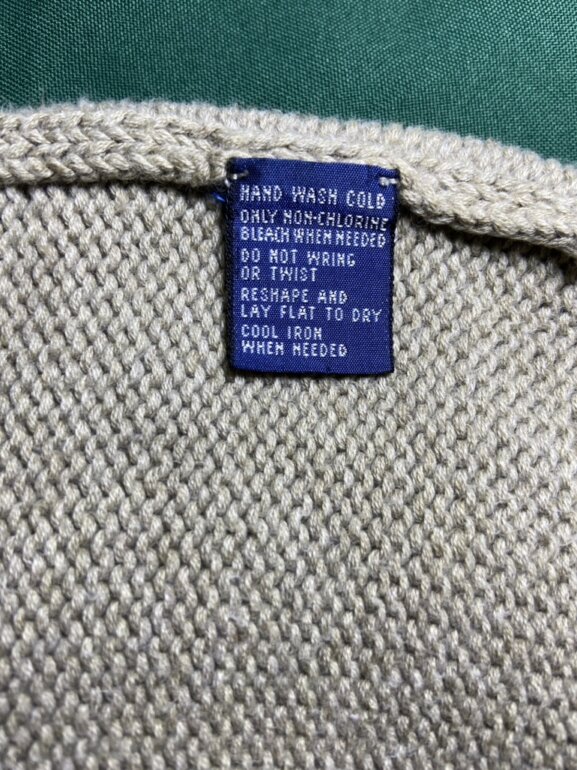 HAND WASH COLD
ONLY NON-CHLORINE
BLEACH WHEN NEEDED
DO NOT WRING
OR TWIST
RESHAPE AND
LAY FLAT TO DRY
COOL IRON
WHEN NEEDED